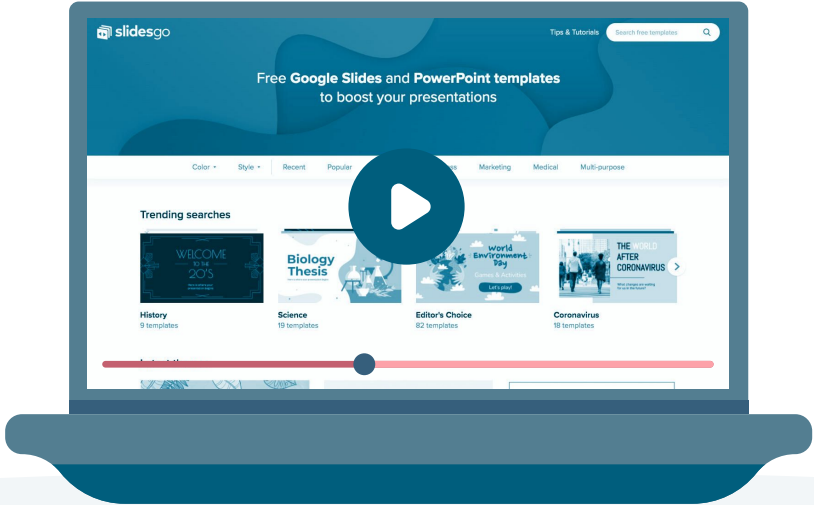 slidesgo
Tips & Tutorials
Search free templates
Free Google Slides and PowerPoint templates
to boost your presentations
Color
Style
Recent
Popular
Marketing
Medical
Multi-purpose
Trending searches
WELCOME
TO THE
20'S
Biology
Thesis
World
Environment
Day
Games & Activities
Let's play!
THE WORLD
AFTER
CORONAVIRUS
History
9 templates
Science
19 templates
Editor's Choice
82 templates
Coronavirus
18 templates